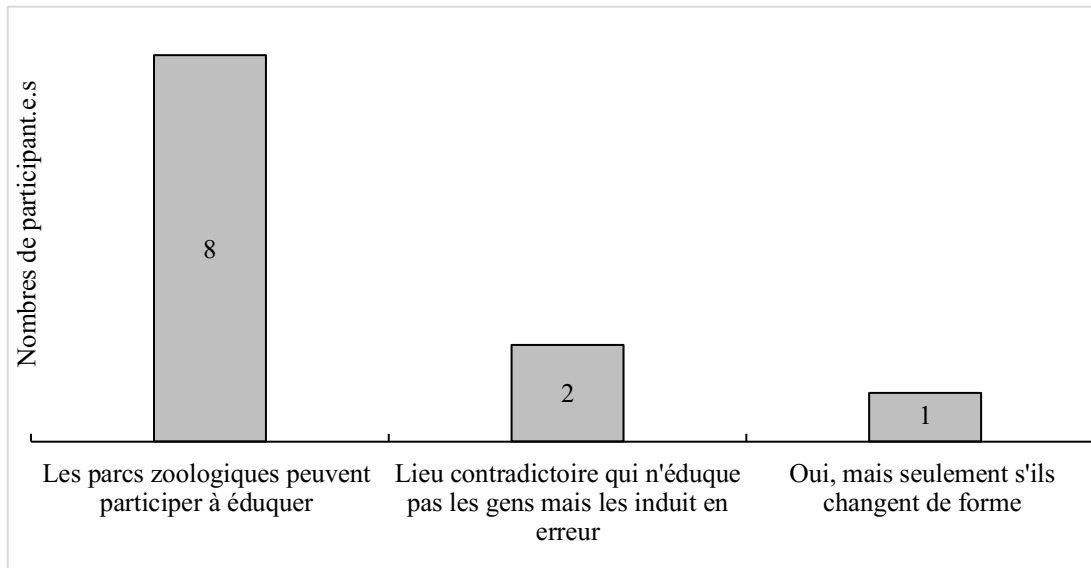 Nombres de participant.e.s
8
2
1
Les parcs zoologiques peuvent
participer à éduquer
Lieu contradictoire qui n'éduque
pas les gens mais les induit en
erreur
Oui, mais seulement s'ils
changent de forme